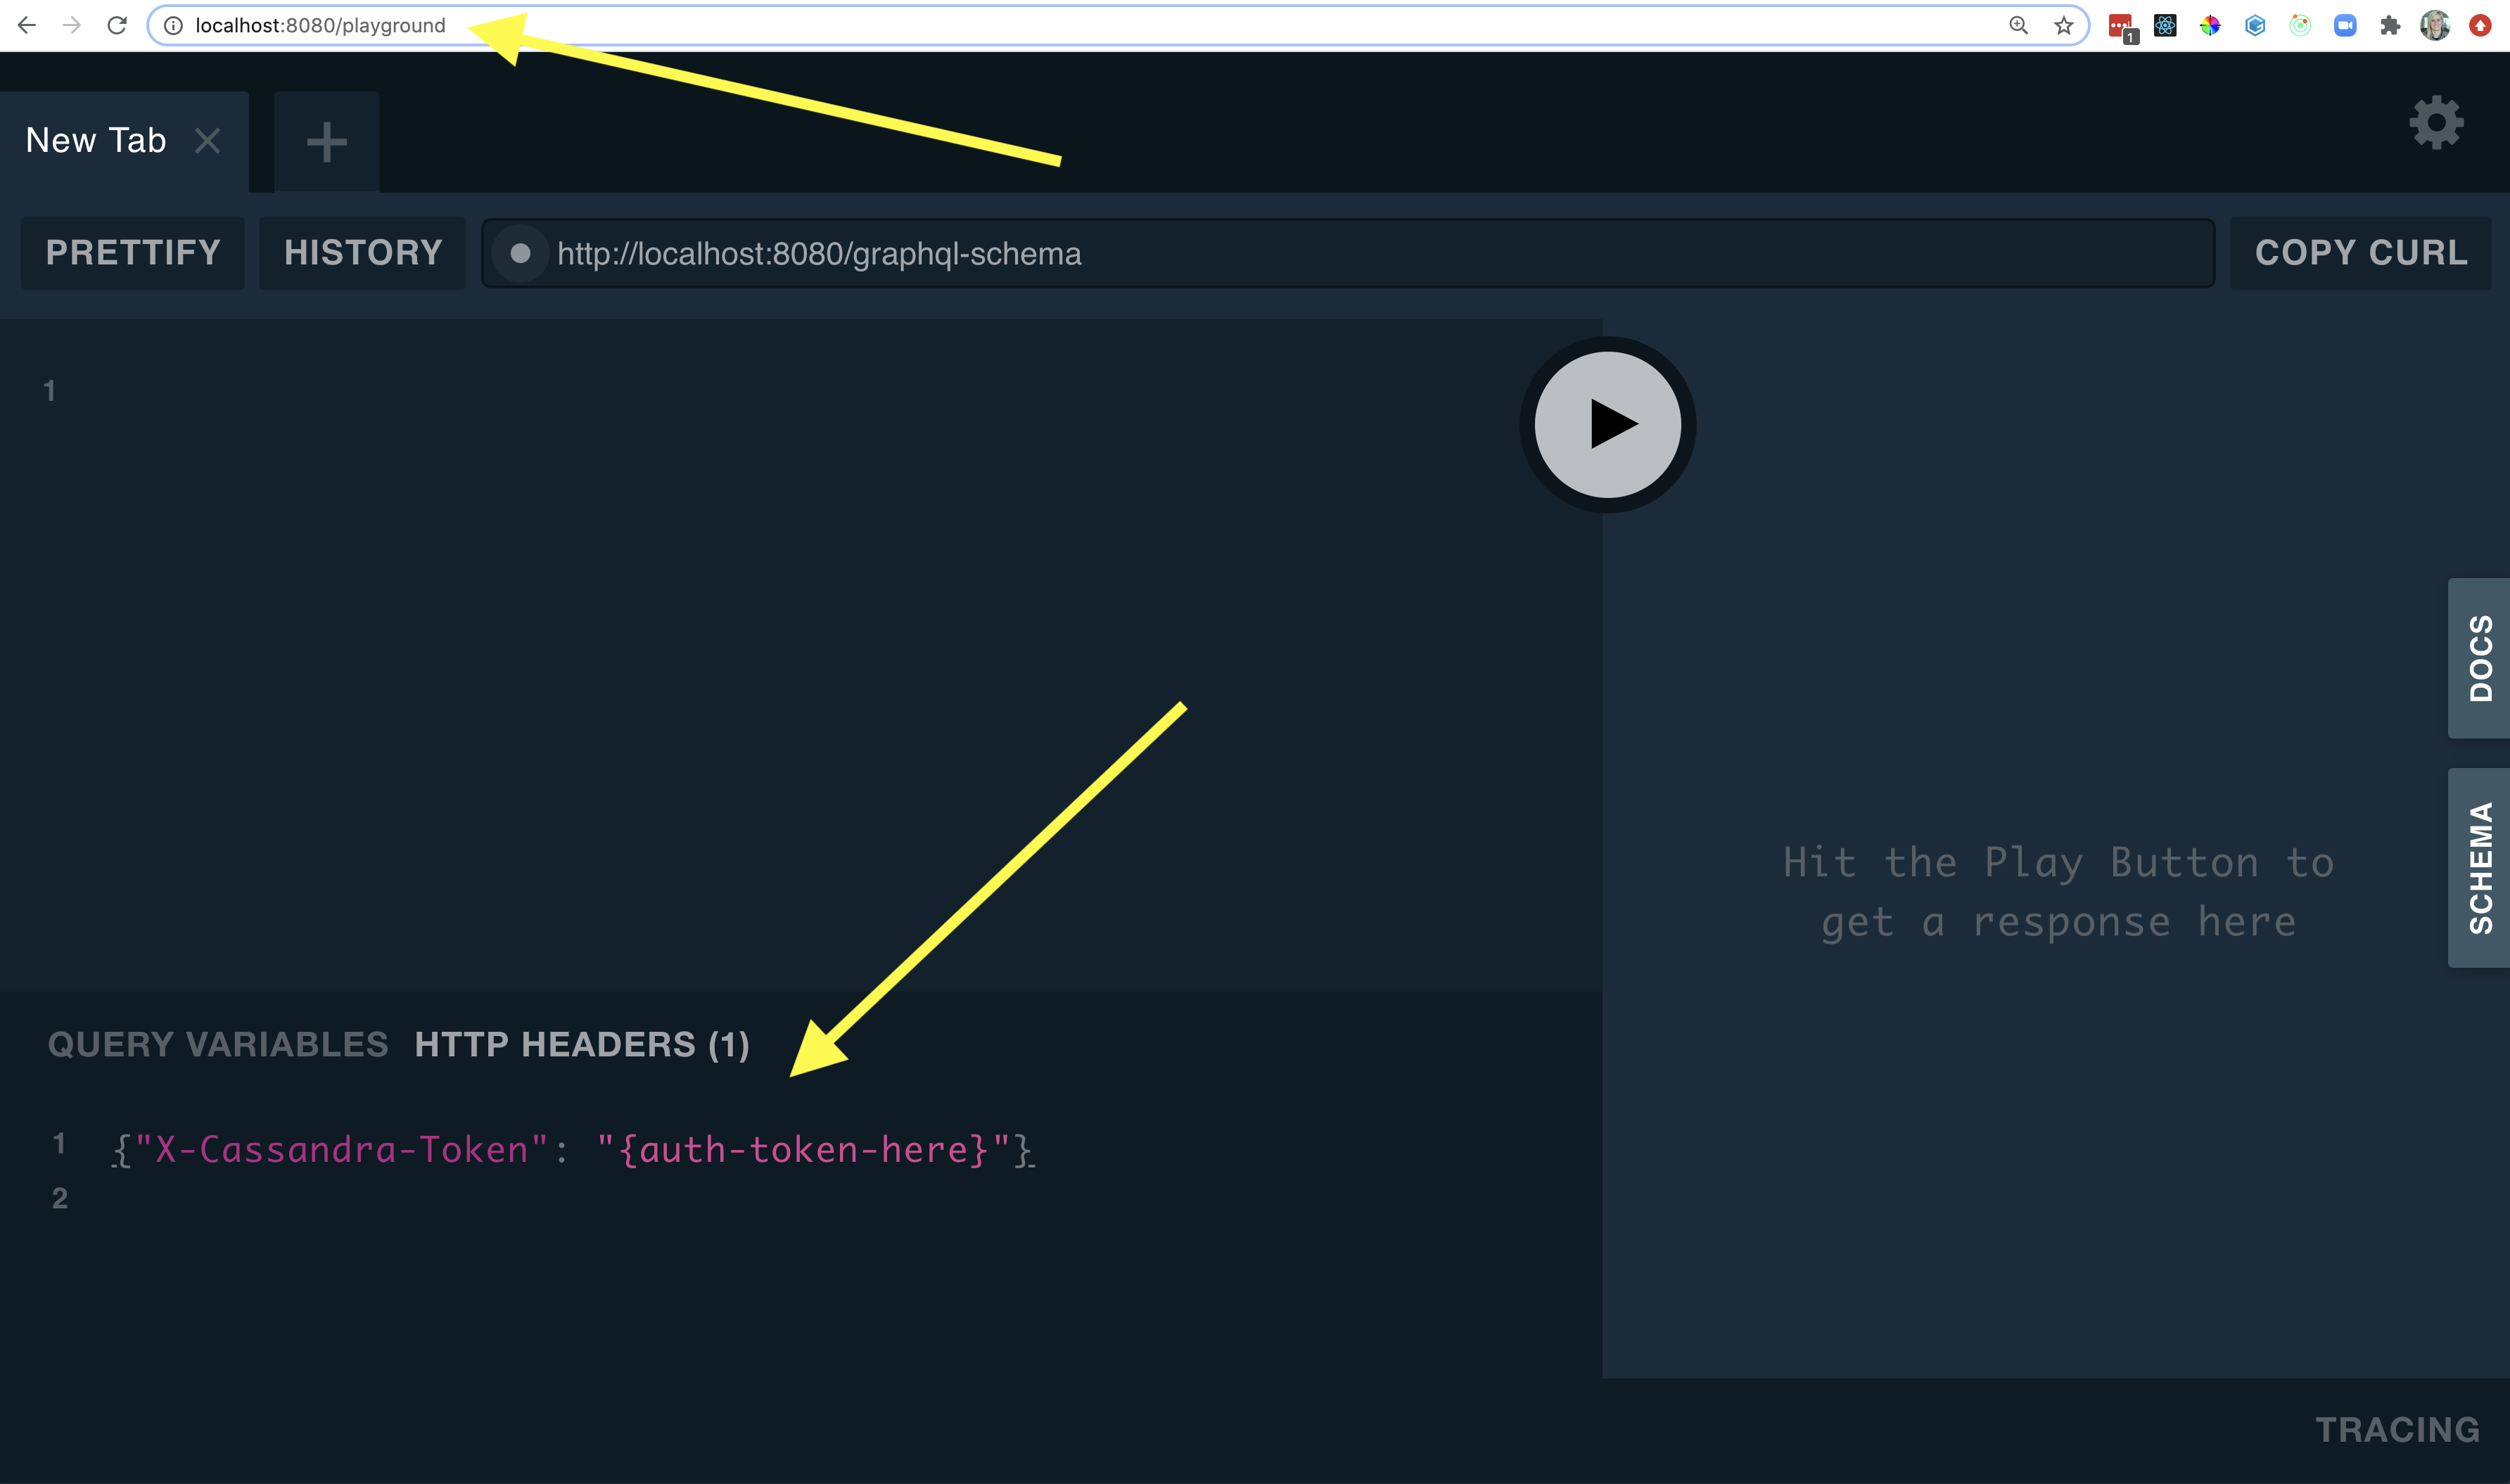 localhost:8080/playground
1
New Tab
PRETTIFY
HISTORY
http://localhost:8080/graphql-schema
COPY CURL
1
DOCS
SCHEMA
Hit the Play Button to
get a response here
QUERY VARIABLES HTTP HEADERS (1)
1 {"X-Cassandra-Token": "{auth-token-here}"}
2
TRACING